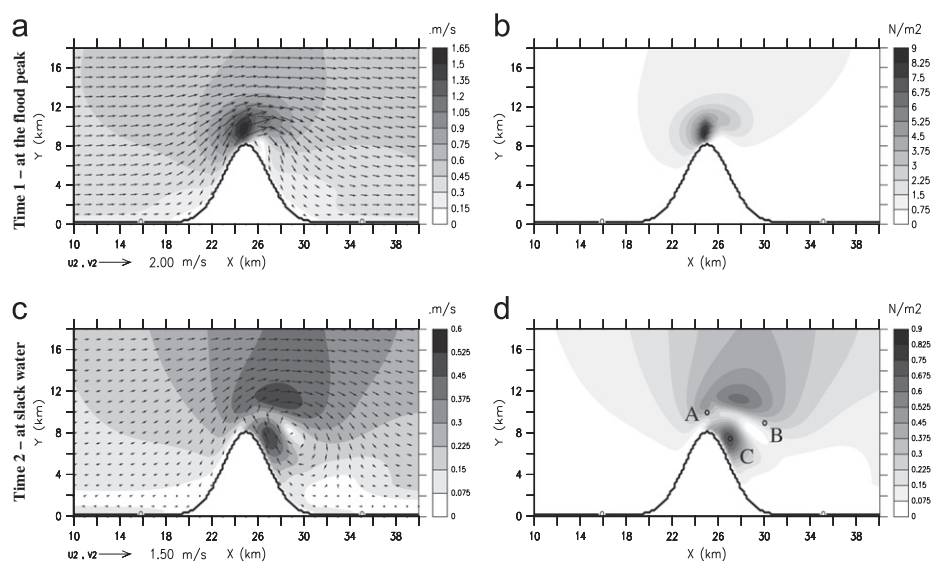 a
.m/s
b
N/m2
Time 1 – at the flood peak
Y (km)
16
12
8
4
0
1.65
1.5
1.35
1.2
1.05
0.9
0.75
0.6
0.45
0.3
0.15
0
Y (km)
16
12
8
4
0
9
8.25
7.5
6.75
6
5.25
4.5
3.75
3
2.25
1.5
0.75
0
10 14 18 22 26 30 34 38
10 14 18 22 26 30 34 38
U2 , V2 2.00 m/s X (km)
X (km)
c
.m/s
d
N/m2
Time 2 – at slack water
Y (km)
16
12
8
4
0
0.6
0.525
0.45
0.375
0.3
0.225
0.15
0.075
0
Y (km)
16
12
8
4
0
A
B
C
0.9
0.825
0.75
0.675
0.6
0.525
0.45
0.375
0.3
0.225
0.15
0.075
0
10 14 18 22 26 30 34 38
10 14 18 22 26 30 34 38
U2 , V2 1.50 m/s X (km)
X (km)